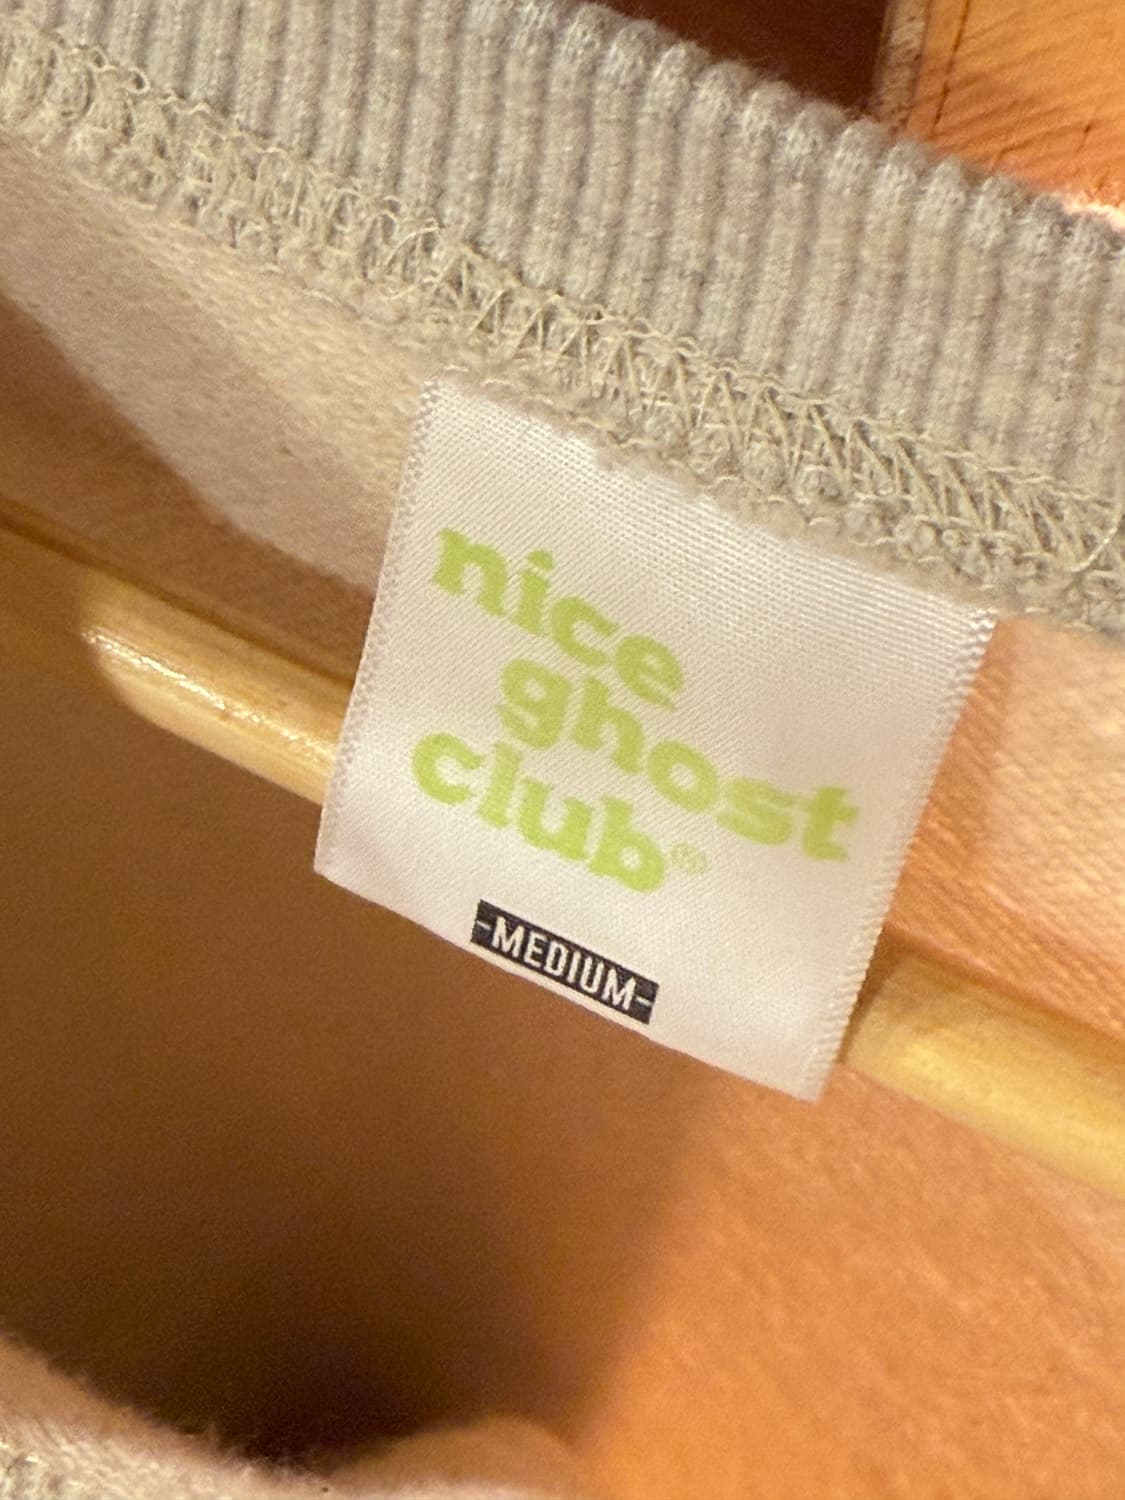 nice
ghost
club®
-MEDIUM-